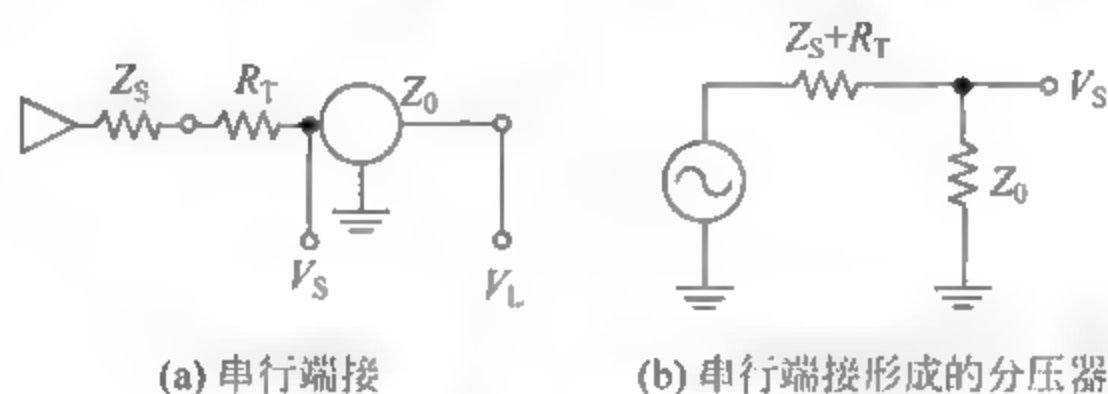 Z_S R_T Z_0
V_S V_L
(a) 串行端接
Z_S+R_T
V_S
Z_0
(b) 串行端接形成的分压器